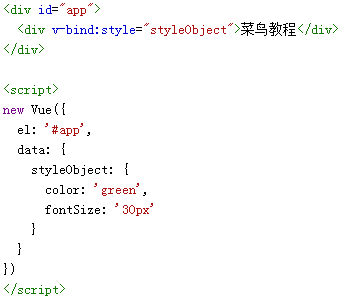 <div id="app">
  <div v-bind:style="styleObject">菜鸟教程</div>
</div>

<script>
new Vue({
  el: '#app',
  data: {
    styleObject: {
      color: 'green',
      fontSize: '30px'
    }
  }
})
</script>